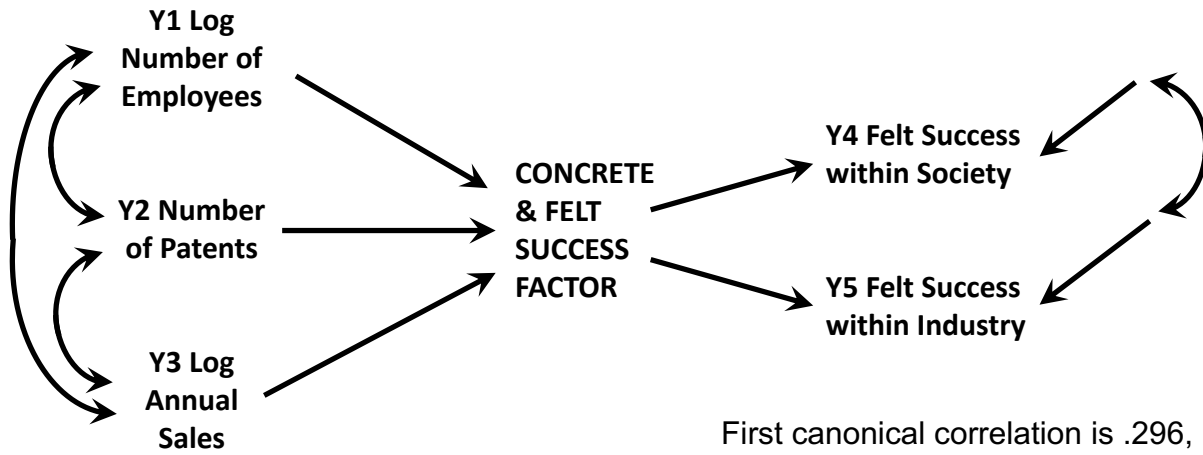 Y1 Log
Number of
Employees
Y2 Number
of Patents
Y3 Log
Annual
Sales
CONCRETE
& FELT
SUCCESS
FACTOR
Y4 Felt Success
within Society
Y5 Felt Success
within Industry
First canonical correlation is .296,